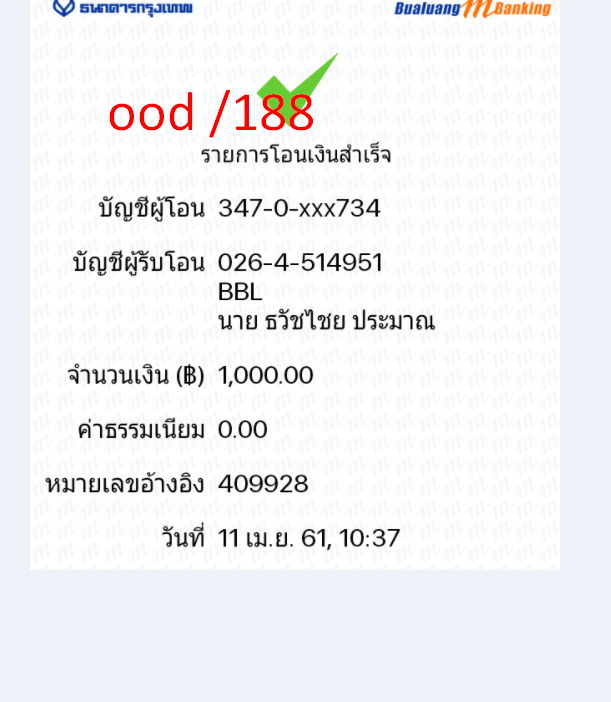 ธนาคารกรุงเทพ Bualuang m Banking
ood /188
รายการโอนเงินสำเร็จ
บัญชีผู้โอน 347-0-xxx734
บัญชีผู้รับโอน 026-4-514951
BBL
นาย ธวัชไชย ประมาณ
จำนวนเงิน (฿) 1,000.00
ค่าธรรมเนียม 0.00
หมายเลขอ้างอิง 409928
วันที่ 11 เม.ย. 61, 10:37